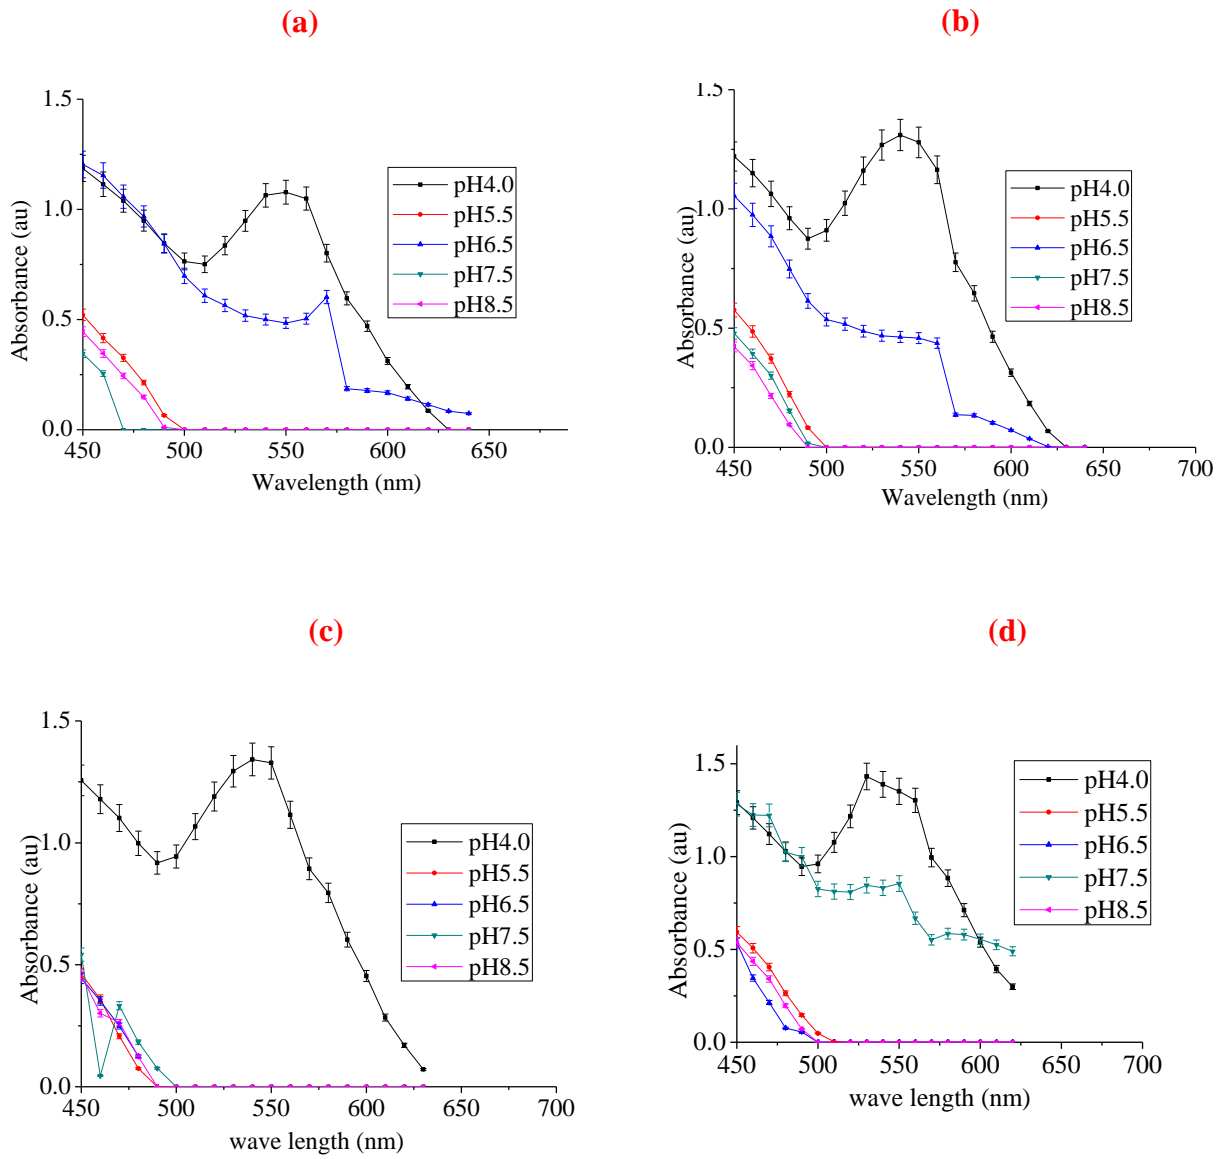 (a)
1.5
1.0
0.5
0.0
Absorbance (au)
pH4.0
pH5.5
pH6.5
pH7.5
pH8.5
450 500 550 600 650
Wavelength (nm)
(b)
1.5
1.0
0.5
0.0
Absorbance (au)
pH4.0
pH5.5
pH6.5
pH7.5
pH8.5
450 500 550 600 650 700
Wavelength (nm)
(c)
1.5
1.0
0.5
0.0
Absorbance (au)
pH4.0
pH5.5
pH6.5
pH7.5
pH8.5
450 500 550 600 650 700
wave length (nm)
(d)
1.5
1.0
0.5
0.0
Absorbance (au)
pH4.0
pH5.5
pH6.5
pH7.5
pH8.5
450 500 550 600 650 700
wave length (nm)